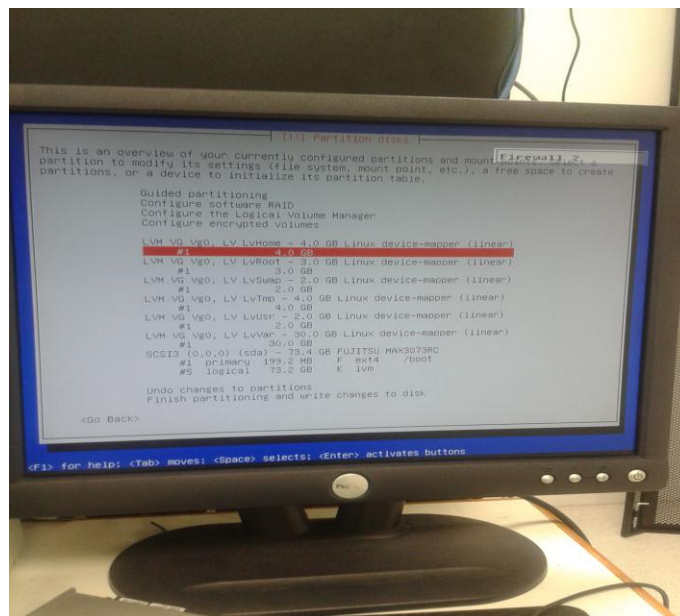 [!!] Partition disks
Firewall 2
This is an overview of your currently configured partitions and mount points. Select a
partition to modify its settings (file system, mount point, etc.), a free space to create
partitions, or a device to initialize its partition table.
Guided partitioning
Configure software RAID
Configure the Logical Volume Manager
Configure encrypted volumes
LVM VG Vg0, LV LvHome - 4.0 GB Linux device-mapper (linear)
#1 4.0 GB
LVM VG Vg0, LV LvRoot - 3.0 GB Linux device-mapper (linear)
#1 3.0 GB
LVM VG Vg0, LV LvSwap - 2.0 GB Linux device-mapper (linear)
#1 2.0 GB
LVM VG Vg0, LV LvTmp - 4.0 GB Linux device-mapper (linear)
#1 4.0 GB
LVM VG Vg0, LV LvUsr - 2.0 GB Linux device-mapper (linear)
#1 2.0 GB
LVM VG Vg0, LV LvVar - 30.0 GB Linux device-mapper (linear)
#1 30.0 GB
SCSI3 (0,0,0) (sda) - 73.4 GB FUJITSU MAX3073RC
#1 primary 199.2 MB F ext4 /boot
#5 logical 73.2 GB K lvm
Undo changes to partitions
Finish partitioning and write changes to disk
<Go Back>
<F1> for help; <Tab> moves; <Space> selects; <Enter> activates buttons